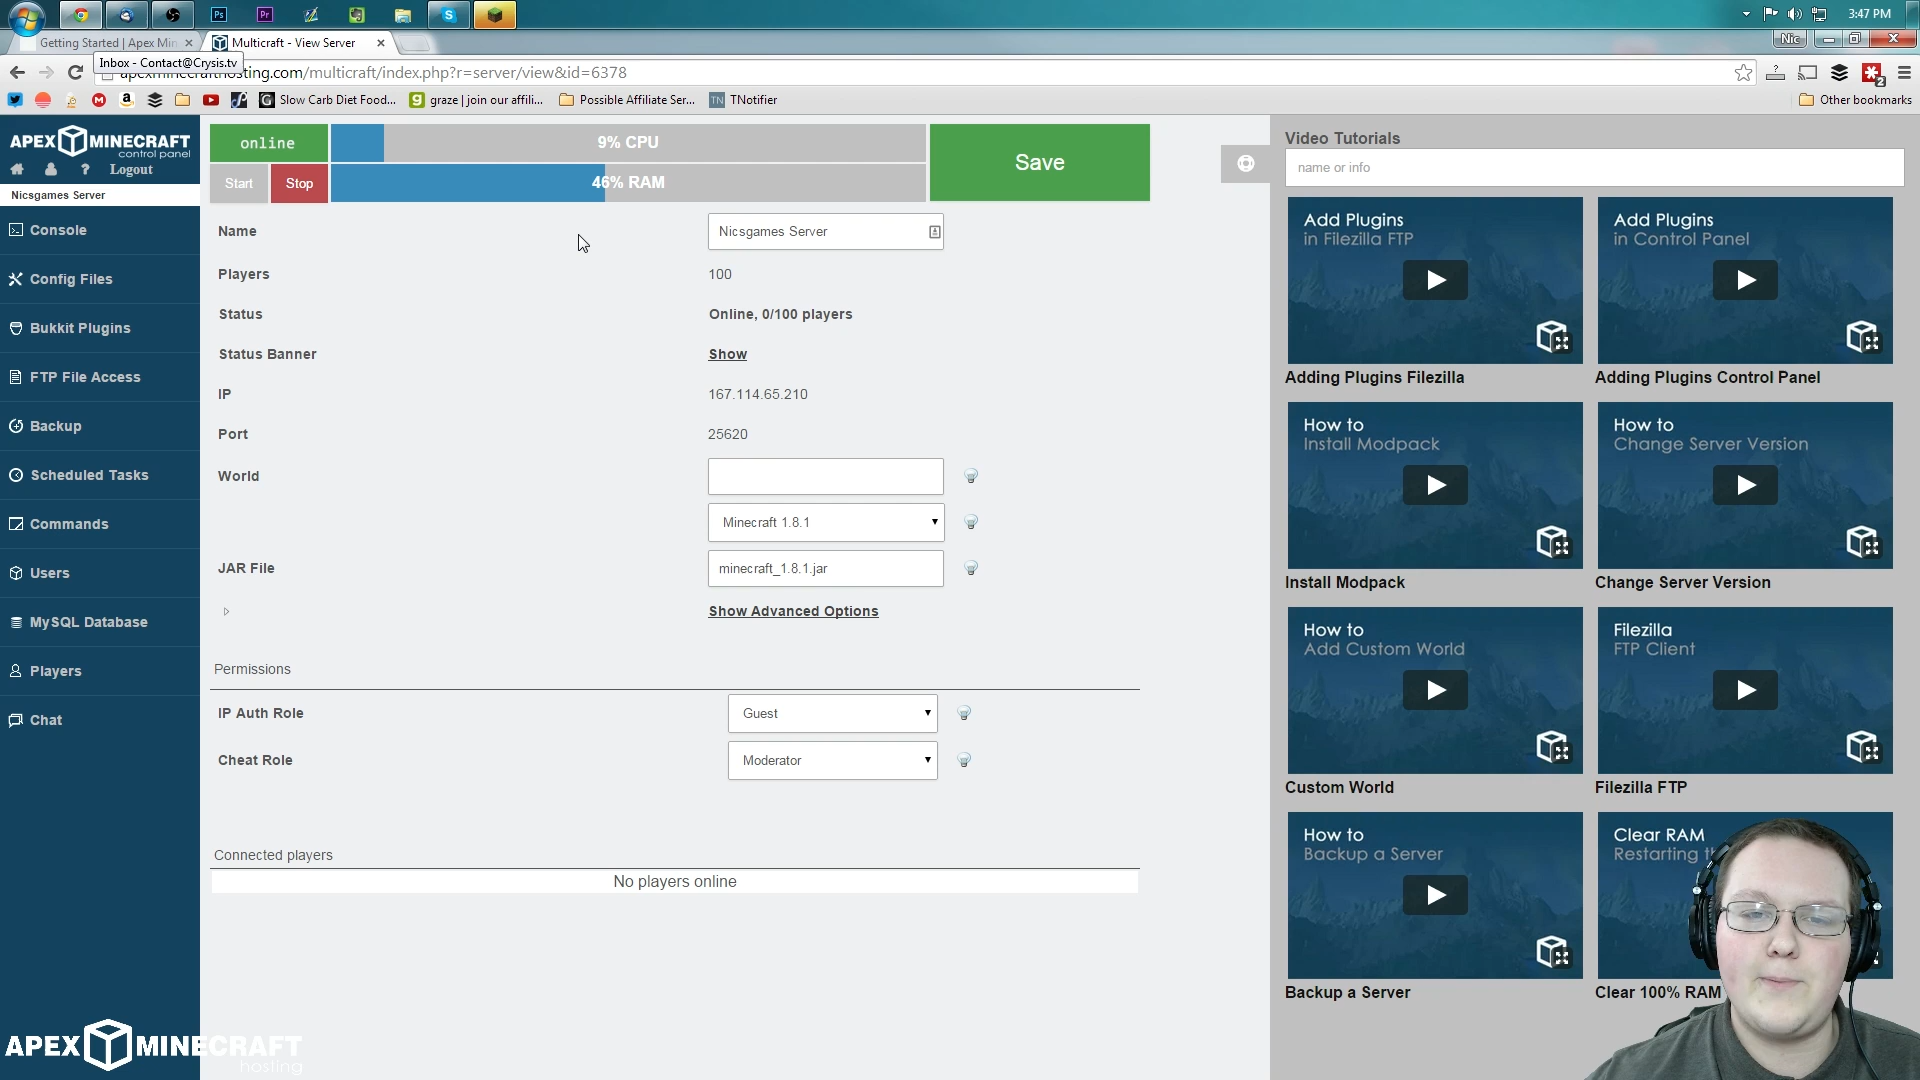 Ps
Pr
3:47 PM
Getting Started | Apex Min
Multicraft - View Server
Nic
Inbox - Contact@Crysis.tv
apexminecrafthosting.com/multicraft/index.php?r=server/view&id=6378
Slow Carb Diet Food...
graze | join our affili...
Possible Affiliate Ser...
TN TNotifier
Other bookmarks
APEX MINECRAFT
control panel
Logout
Nicsgames Server
Console
Config Files
Bukkit Plugins
FTP File Access
Backup
Scheduled Tasks
Commands
Users
MySQL Database
Players
Chat
online
9% CPU
Start
Stop
46% RAM
Save
Name
Nicsgames Server
Players
100
Status
Online, 0/100 players
Status Banner
Show
IP
167.114.65.210
Port
25620
World
Minecraft 1.8.1
JAR File
minecraft_1.8.1.jar
Show Advanced Options
Permissions
IP Auth Role
Guest
Cheat Role
Moderator
Connected players
No players online
Video Tutorials
name or info
Add Plugins
in Filezilla FTP
Adding Plugins Filezilla
Add Plugins
in Control Panel
Adding Plugins Control Panel
How to
Install Modpack
Install Modpack
How to
Change Server Version
Change Server Version
How to
Add Custom World
Custom World
Filezilla
FTP Client
Filezilla FTP
How to
Backup a Server
Backup a Server
Clear RAM
Restarting
Clear 100% RAM
APEX MINECRAFT
hosting